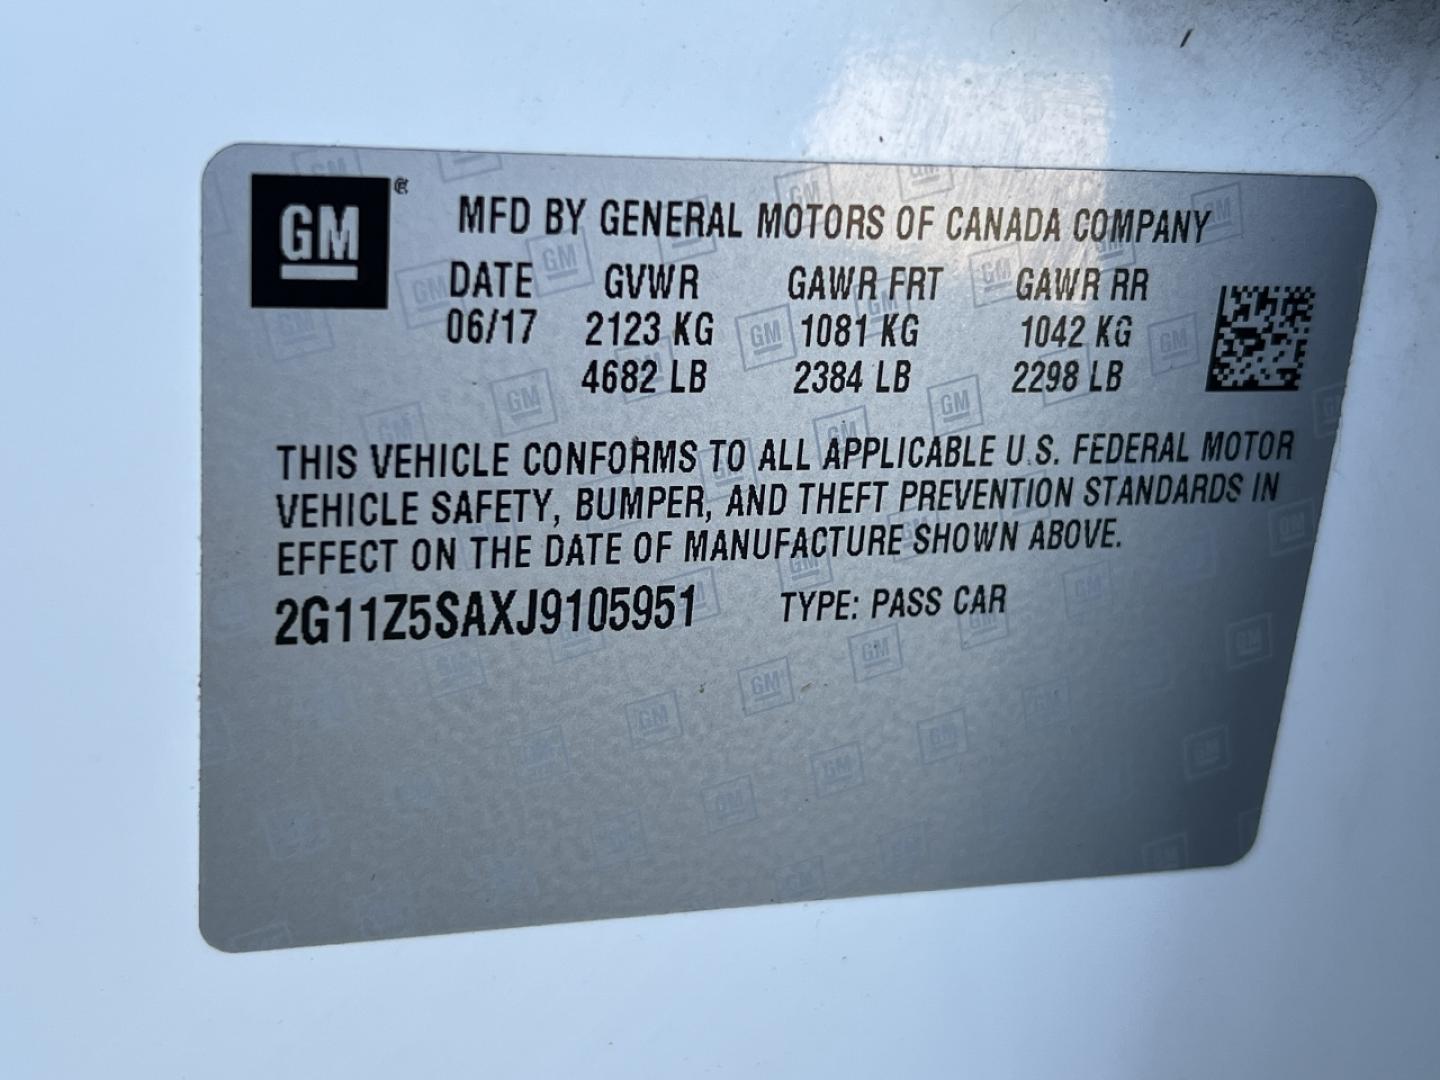 GM
MFD BY GENERAL MOTORS OF CANADA COMPANY
DATE GVWR GAWR FRT GAWR RR
06/17 2123 KG 1081 KG 1042 KG
4682 LB 2384 LB 2298 LB
THIS VEHICLE CONFORMS TO ALL APPLICABLE U.S. FEDERAL MOTOR
VEHICLE SAFETY, BUMPER, AND THEFT PREVENTION STANDARDS IN
EFFECT ON THE DATE OF MANUFACTURE SHOWN ABOVE.
2G11Z5SAXJ9105951 TYPE: PASS CAR